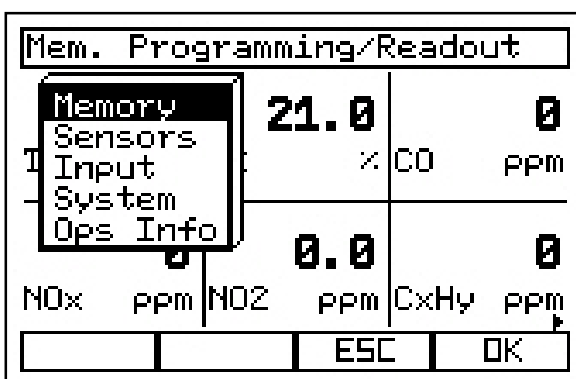 Mem. Programming/Readout
Memory
Sensors
Input
System
Ops Info
21.0 0
% CO ppm
0.0 0
NOx ppm NO2 ppm CxHy ppm
ESC OK